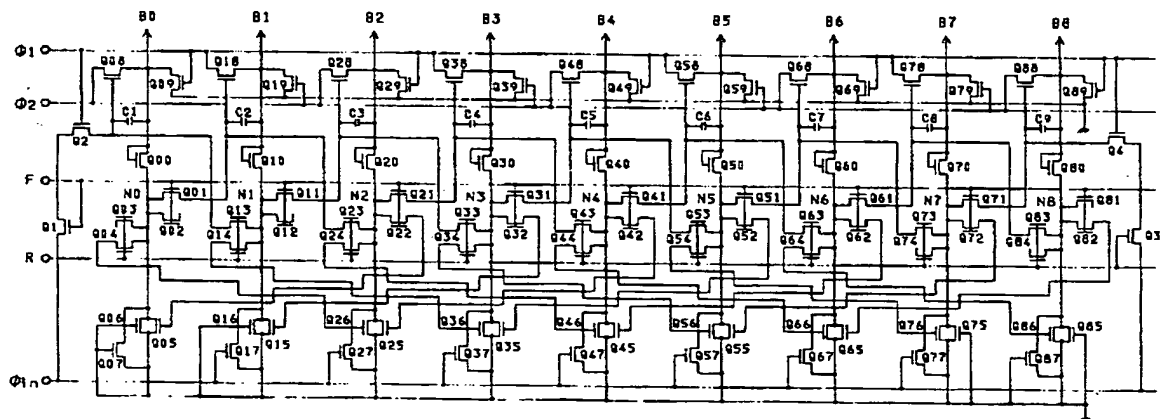 B0 B1 B2 B3 B4 B5 B6 B7 B8
Φ1
Q08 Q18 Q28 Q38 Q48 Q58 Q68 Q78 Q88
Q09 Q19 Q29 Q39 Q49 Q59 Q69 Q79 Q89
Φ2
C1 C2 C3 C4 C5 C6 C7 C8 C9
Q2 Q4
Q00 Q10 Q20 Q30 Q40 Q50 Q60 Q70 Q80
F
N0 Q01 N1 Q11 N2 Q21 N3 Q31 N4 Q41 N5 Q51 N6 Q61 N7 Q71 N8 Q81
Q1 Q03 Q13 Q23 Q33 Q43 Q53 Q63 Q73 Q83
Q04 Q02 Q14 Q12 Q24 Q22 Q34 Q32 Q44 Q42 Q54 Q52 Q64 Q62 Q74 Q72 Q84 Q82 Q3
R
Q06 Q16 Q26 Q36 Q46 Q56 Q66 Q76 Q75 Q86 Q85
Q05 Q15 Q25 Q35 Q45 Q55 Q65
Q07 Q17 Q27 Q37 Q47 Q57 Q67 Q77 Q87
Φin